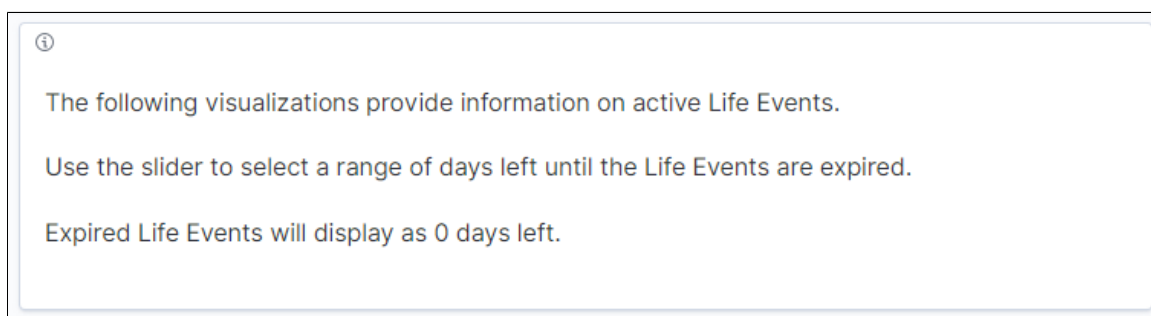 The following visualizations provide information on active Life Events.
Use the slider to select a range of days left until the Life Events are expired.
Expired Life Events will display as 0 days left.